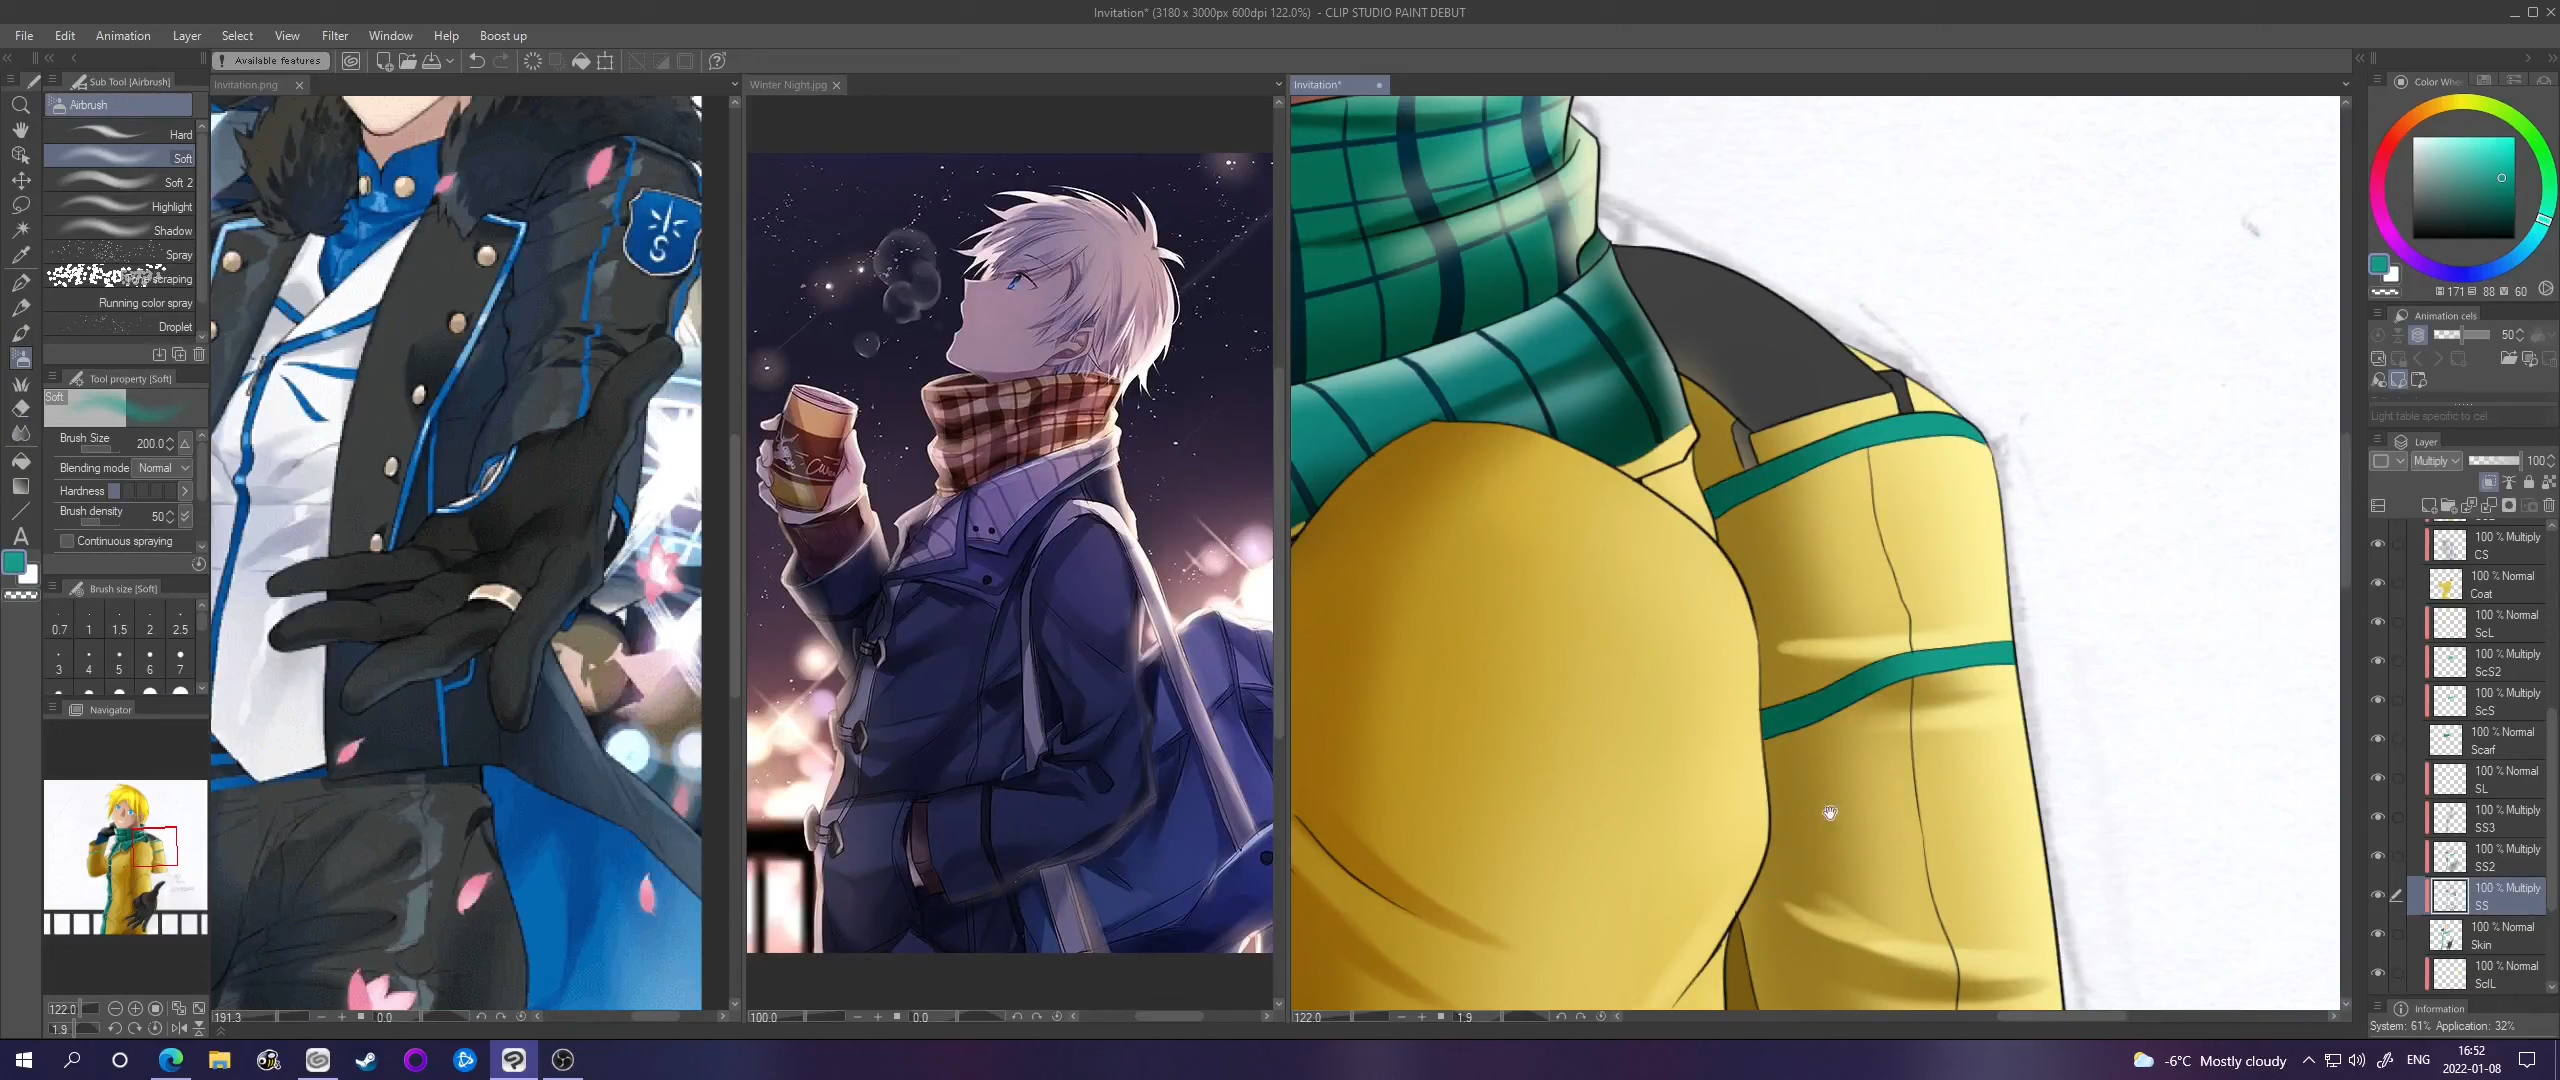 Invitation* (3180 x 3000px 600dpi 122.0%) - CLIP STUDIO PAINT DEBUT
File Edit Animation Layer Select View Filter Window Help Boost up
Available features
Sub Tool [Airbrush]
Invitation.png
Winter Night.jpg
Invitation*
Airbrush
Hard
Soft
Soft 2
Highlight
Shadow
Spray
scraping
Running color spray
Droplet
Tool property [Soft]
Soft
Brush Size 200.0
Blending mode Normal
Hardness
Brush density 50
Continuous spraying
Brush size [Soft]
0.7 1 1.5 2 2.5
3 4 5 6 7
Navigator
122.0
1.9
191.3 0.0
100.0 0.0
122.0 1.9
S
171 88 60
Animation cels
50
Light table specific to cel
Layer
Multiply 100
100 % Multiply
CS
100 % Normal
Coat
100 % Normal
ScL
100 % Multiply
ScS2
100 % Multiply
ScS
100 % Normal
Scarf
100 % Normal
SL
100 % Multiply
SS3
100 % Multiply
SS2
100 % Multiply
SS
100 % Normal
Skin
100 % Normal
SclL
Information
System: 61% Application: 32%
-6°C Mostly cloudy
ENG
16:52
2022-01-08